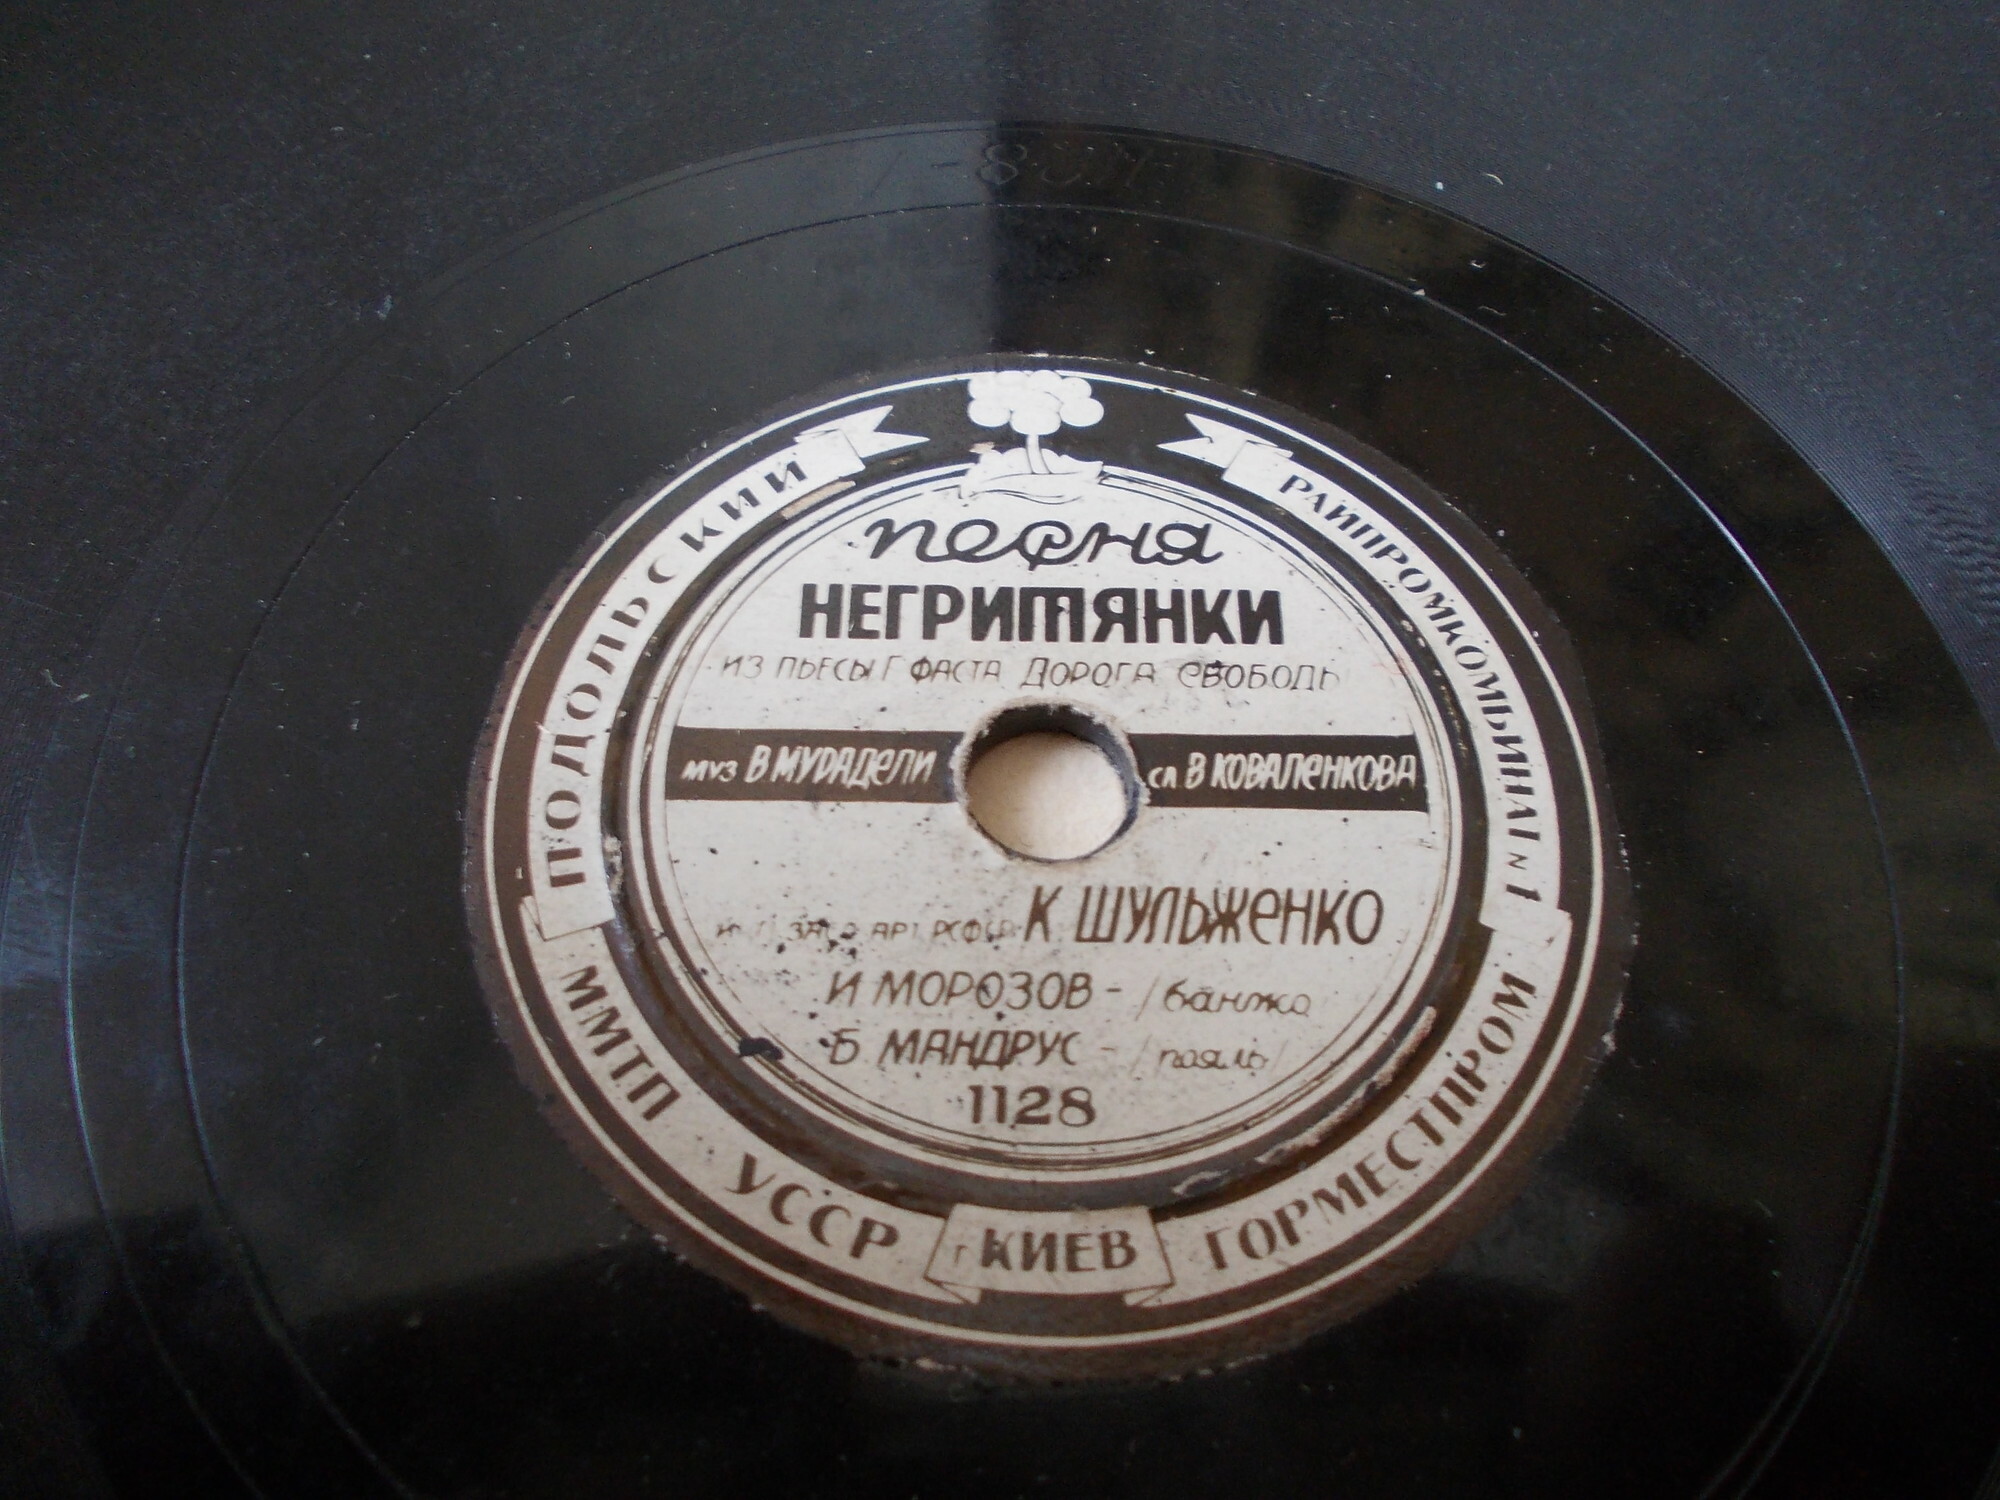 ПОДОЛЬСКИЙ
РАЙПРОМКОМБИНАТ №1
песня
НЕГРИТЯНКИ
ИЗ ПЬЕСЫ Г ФАСТА ДОРОГА СВОБОДЫ
муз В МУРАДЕЛИ сл В КОВАЛЕНКОВА
РСФСР К ШУЛЬЖЕНКО
И МОРОЗОВ - /банжо
Б МАНДРУС - /рояль/
1128
ММТП УССР г КИЕВ ГОРМЕСТПРОМ